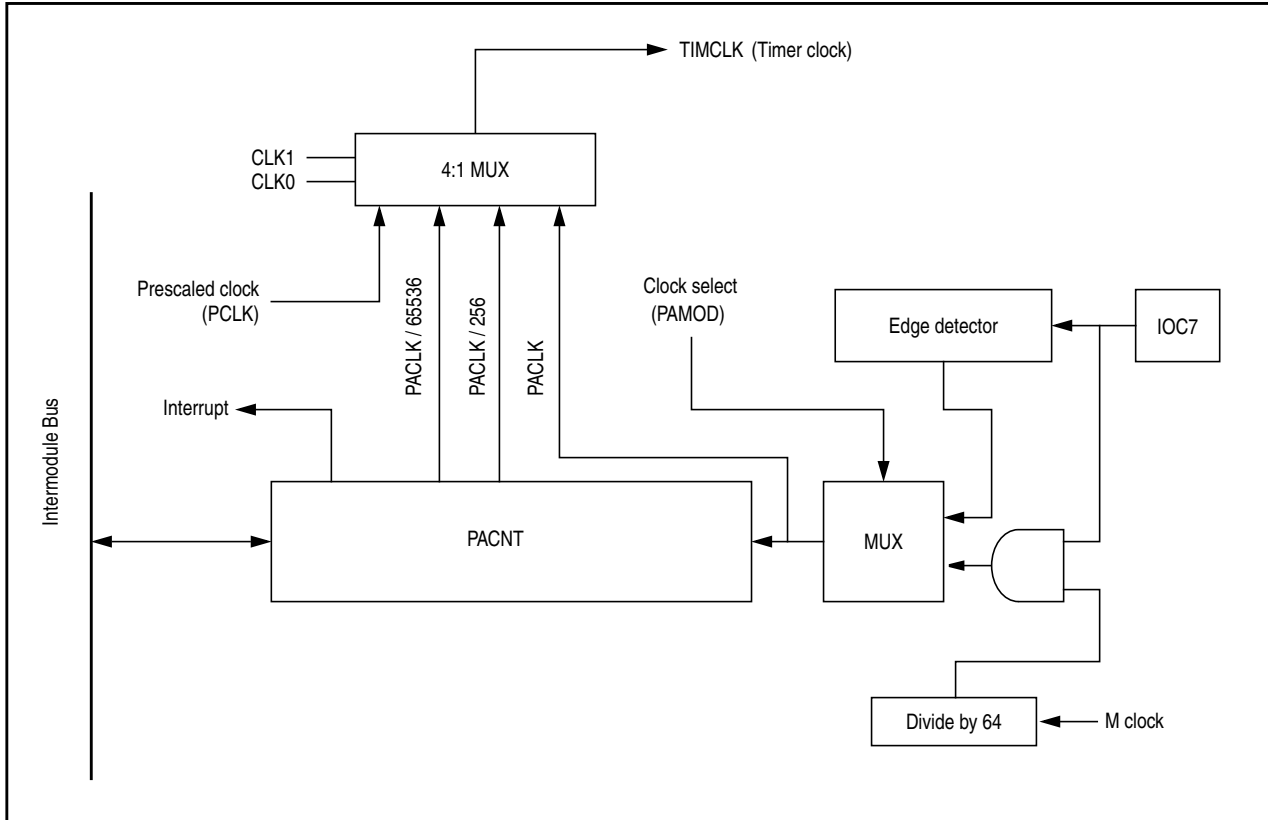 TIMCLK (Timer clock)
CLK1
CLK0
4:1 MUX
Prescaled clock
(PCLK)
PACLK / 65536
PACLK / 256
PACLK
Clock select
(PAMOD)
Edge detector
IOC7
Interrupt
Intermodule Bus
PACNT
MUX
Divide by 64
M clock